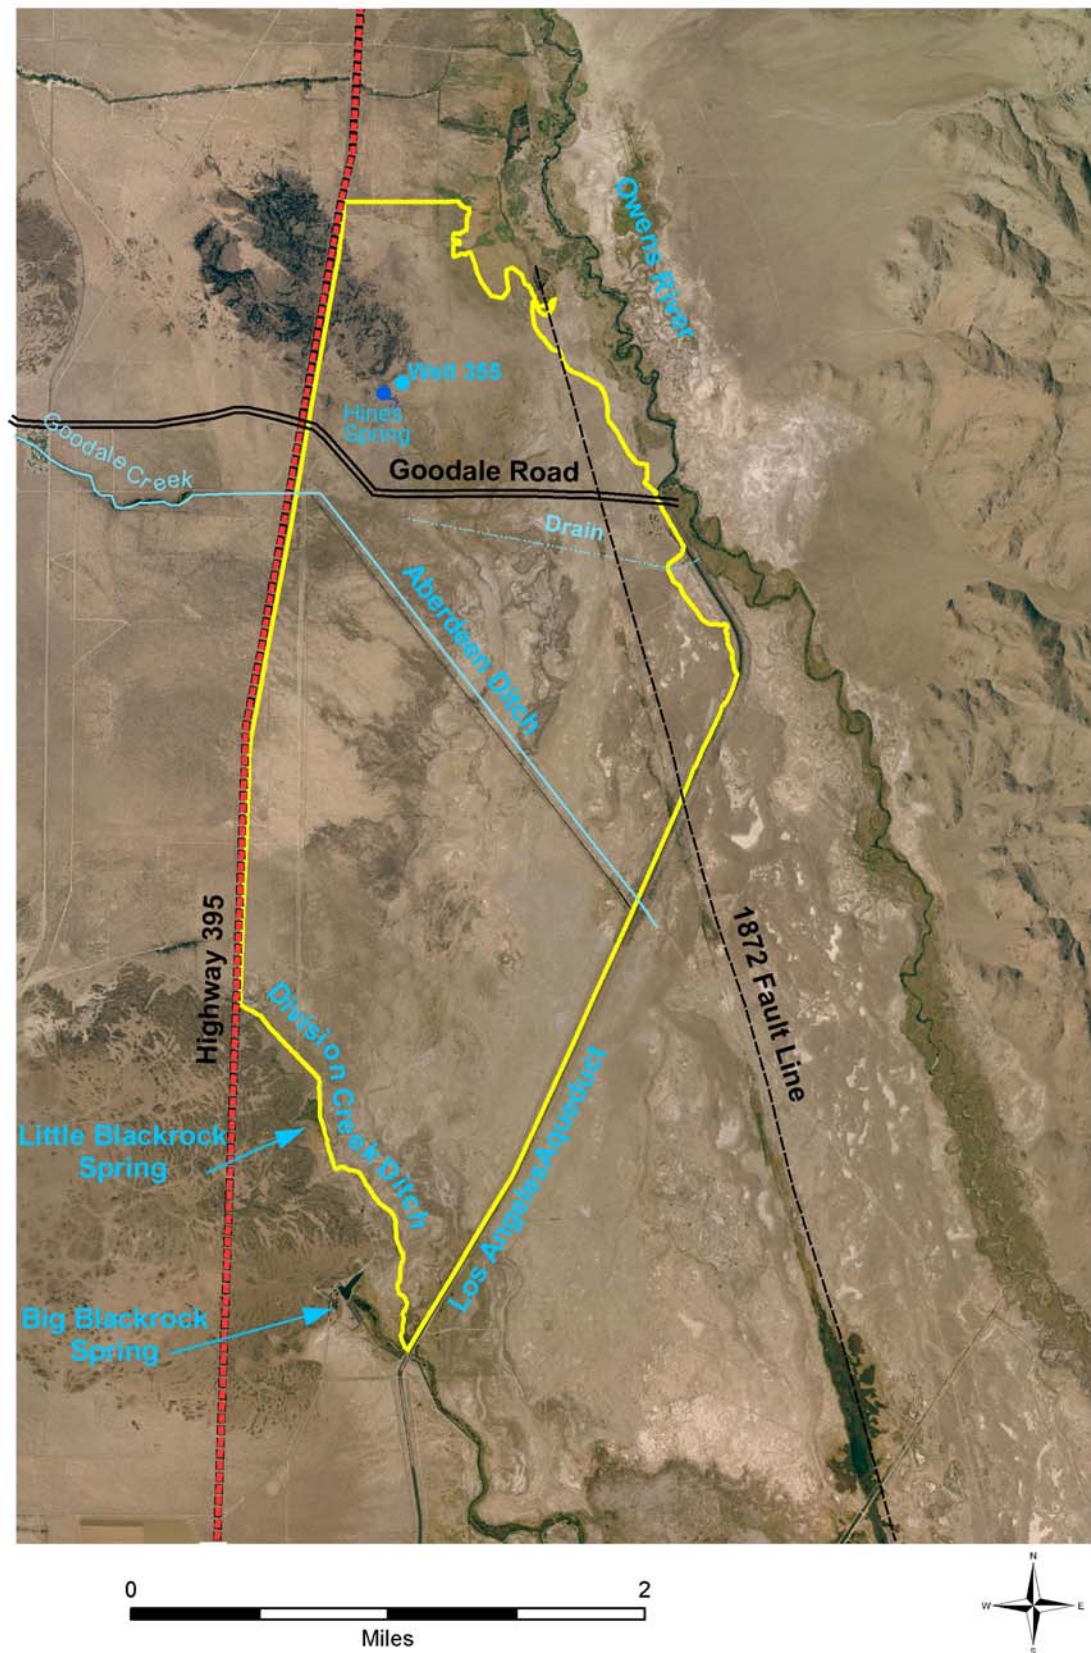 Owens River
Well 355
Hines
Spring
Goodale Creek
Goodale Road
Drain
Aberdeen Ditch
Highway 395
1872 Fault Line
Division Creek Ditch
Los Angeles Aqueduct
Little Blackrock
Spring
Big Blackrock
Spring
0
2
Miles
N
W
E
S